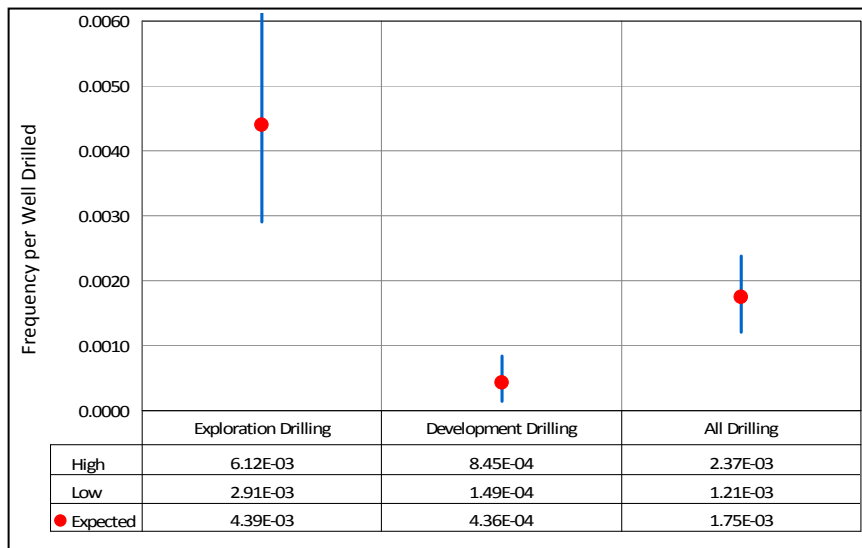 Frequency per Well Drilled
0.0060
0.0050
0.0040
0.0030
0.0020
0.0010
0.0000
Exploration Drilling Development Drilling All Drilling
High 6.12E-03 8.45E-04 2.37E-03
Low 2.91E-03 1.49E-04 1.21E-03
Expected 4.39E-03 4.36E-04 1.75E-03